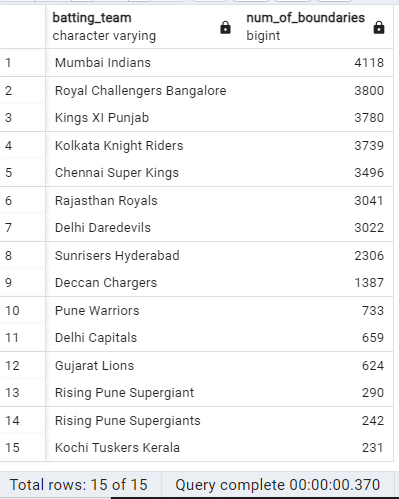 batting_team num_of_boundaries
character varying bigint
1 Mumbai Indians 4118
2 Royal Challengers Bangalore 3800
3 Kings XI Punjab 3780
4 Kolkata Knight Riders 3739
5 Chennai Super Kings 3496
6 Rajasthan Royals 3041
7 Delhi Daredevils 3022
8 Sunrisers Hyderabad 2306
9 Deccan Chargers 1387
10 Pune Warriors 733
11 Delhi Capitals 659
12 Gujarat Lions 624
13 Rising Pune Supergiant 290
14 Rising Pune Supergiants 242
15 Kochi Tuskers Kerala 231
Total rows: 15 of 15 Query complete 00:00:00.370